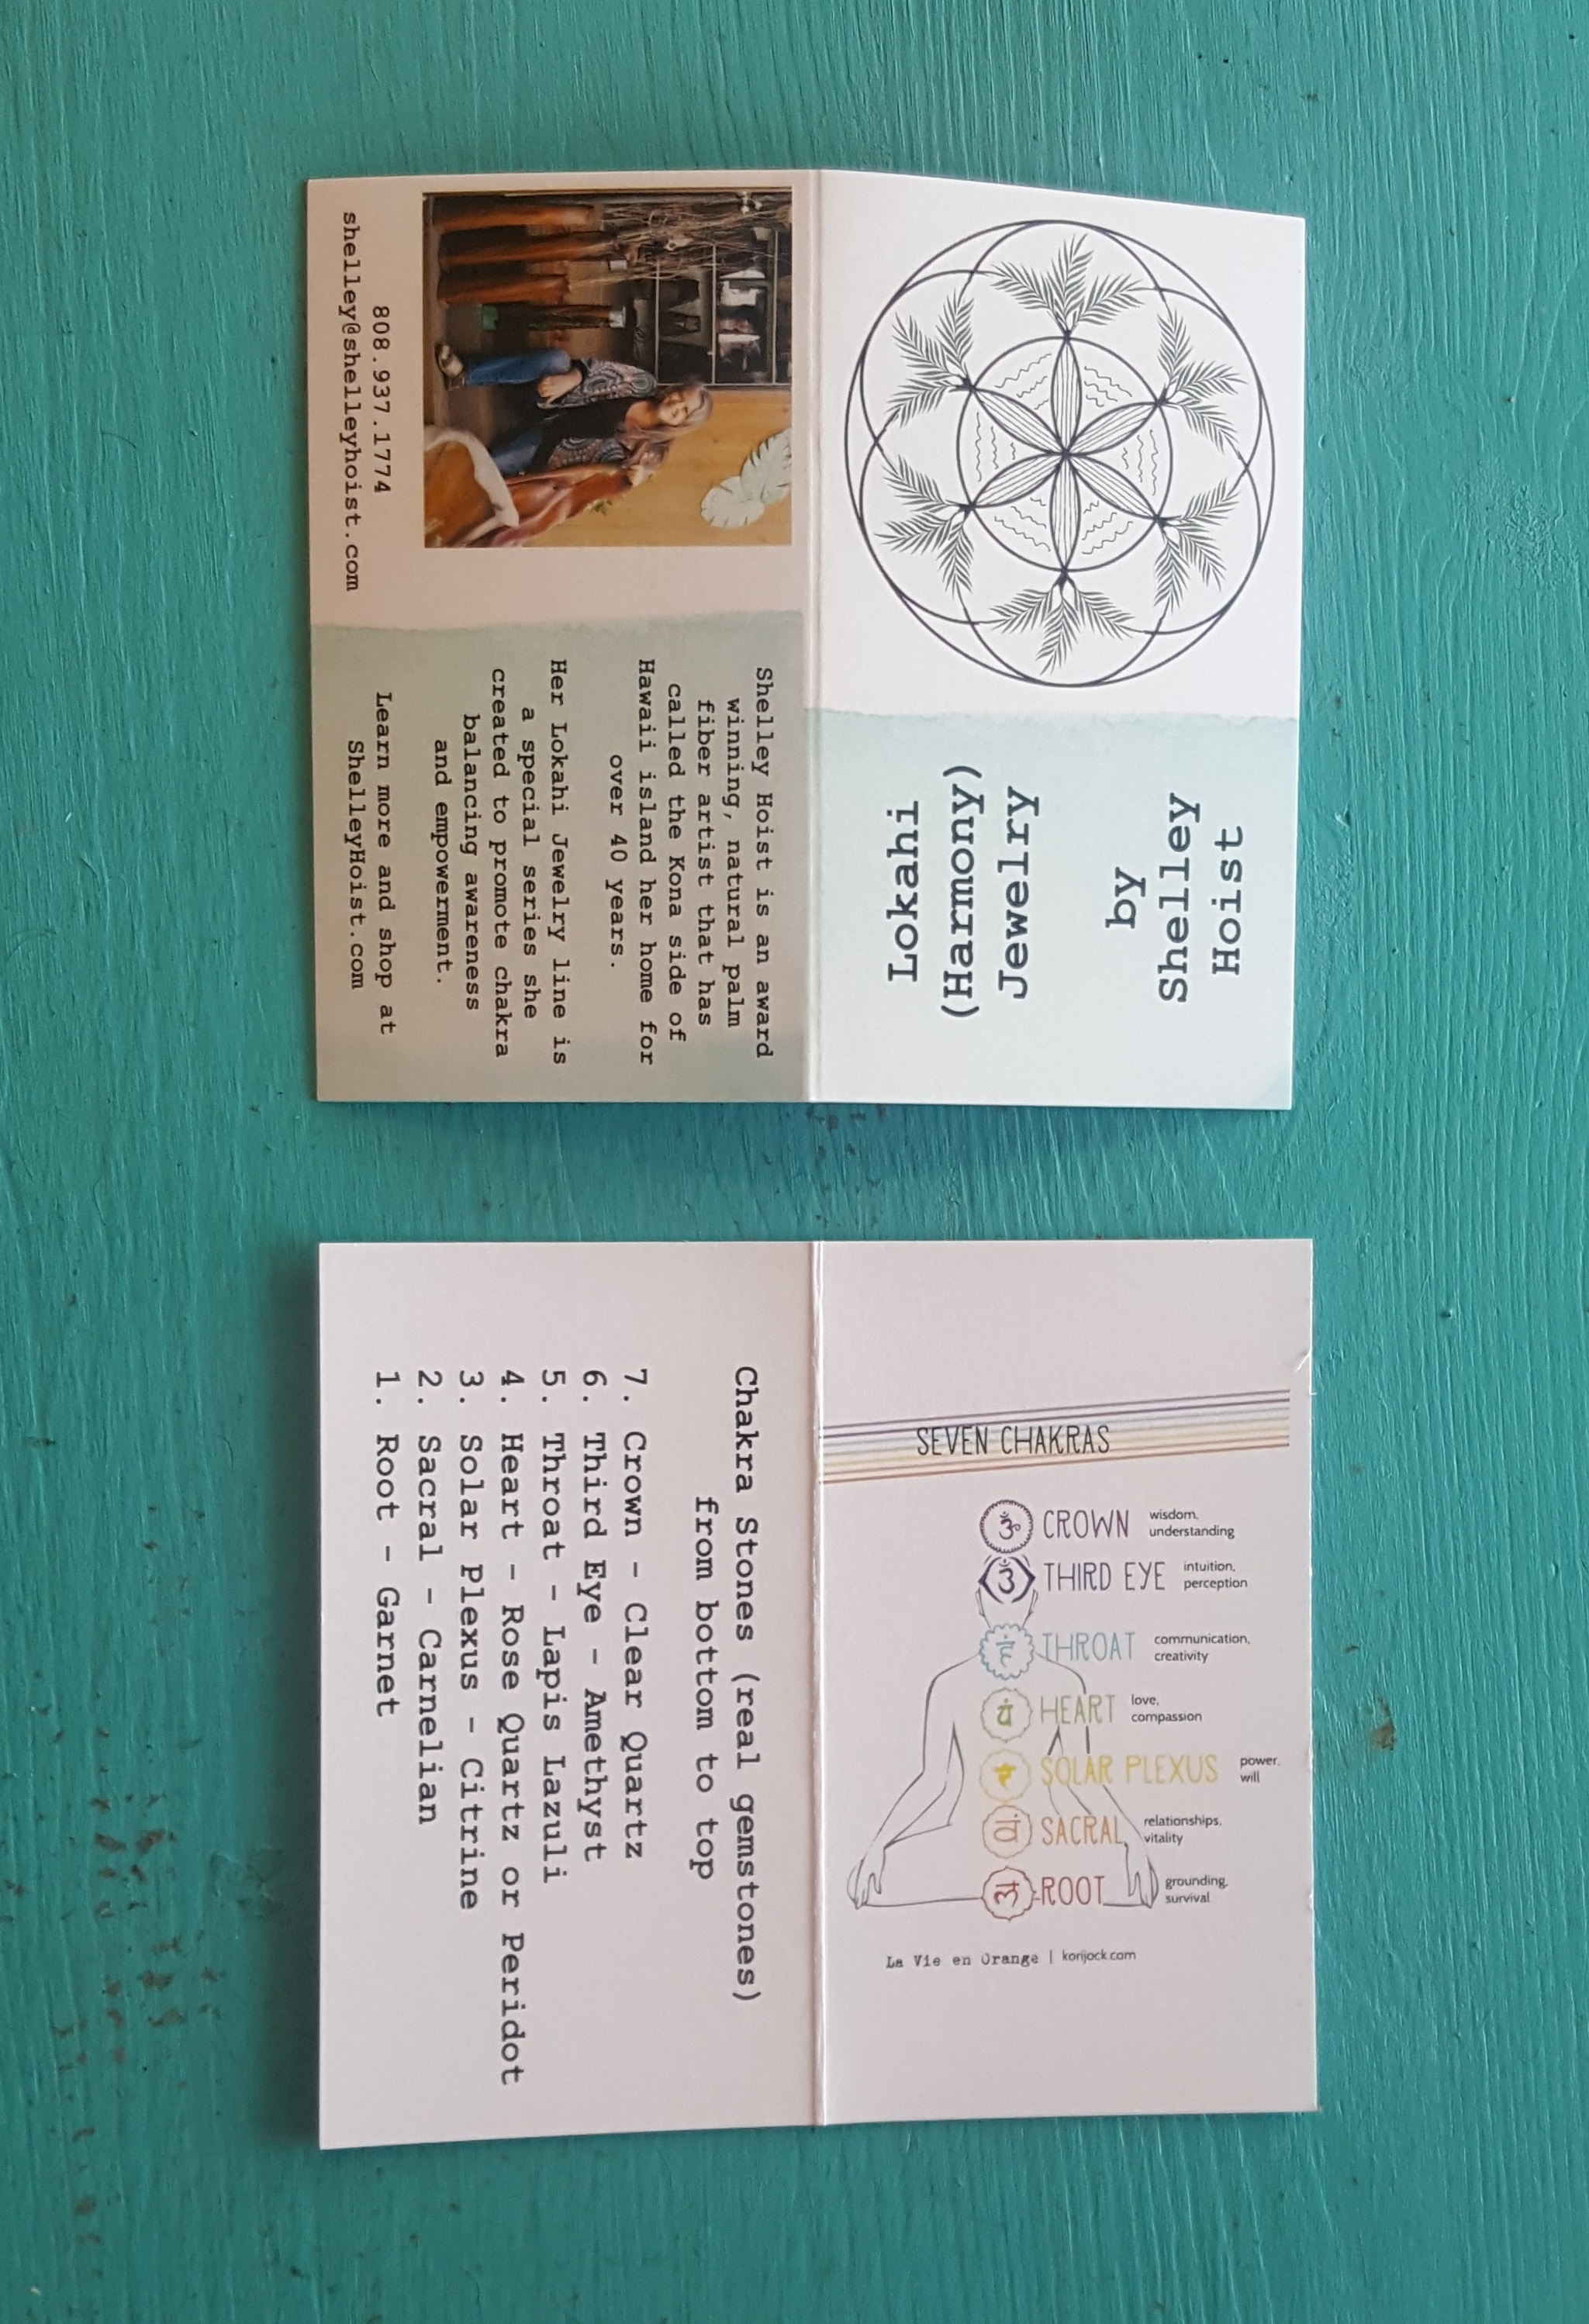 Lokahi
(Harmony)
Jewelry
by
Shelley
Hoist
Shelley Hoist is an award
winning, natural palm
fiber artist that has
called the Kona side of
Hawaii island her home for
over 40 years.
Her Lokahi Jewelry line is
a special series she
created to promote chakra
balancing awareness
and empowerment.
Learn more and shop at
ShelleyHoist.com
808.937.1774
shelley@shelleyhoist.com
SEVEN CHAKRAS
ॐ CROWN wisdom,
understanding
THIRD EYE intuition,
perception
THROAT communication,
creativity
यं HEART love,
compassion
SOLAR PLEXUS power,
will
वं SACRAL relationships,
vitality
ROOT grounding,
survival
La Vie en Orange | korijock.com
Chakra Stones (real gemstones)
from bottom to top
7. Crown - Clear Quartz
6. Third Eye - Amethyst
5. Throat - Lapis Lazuli
4. Heart - Rose Quartz or Peridot
3. Solar Plexus - Citrine
2. Sacral - Carnelian
1. Root - Garnet